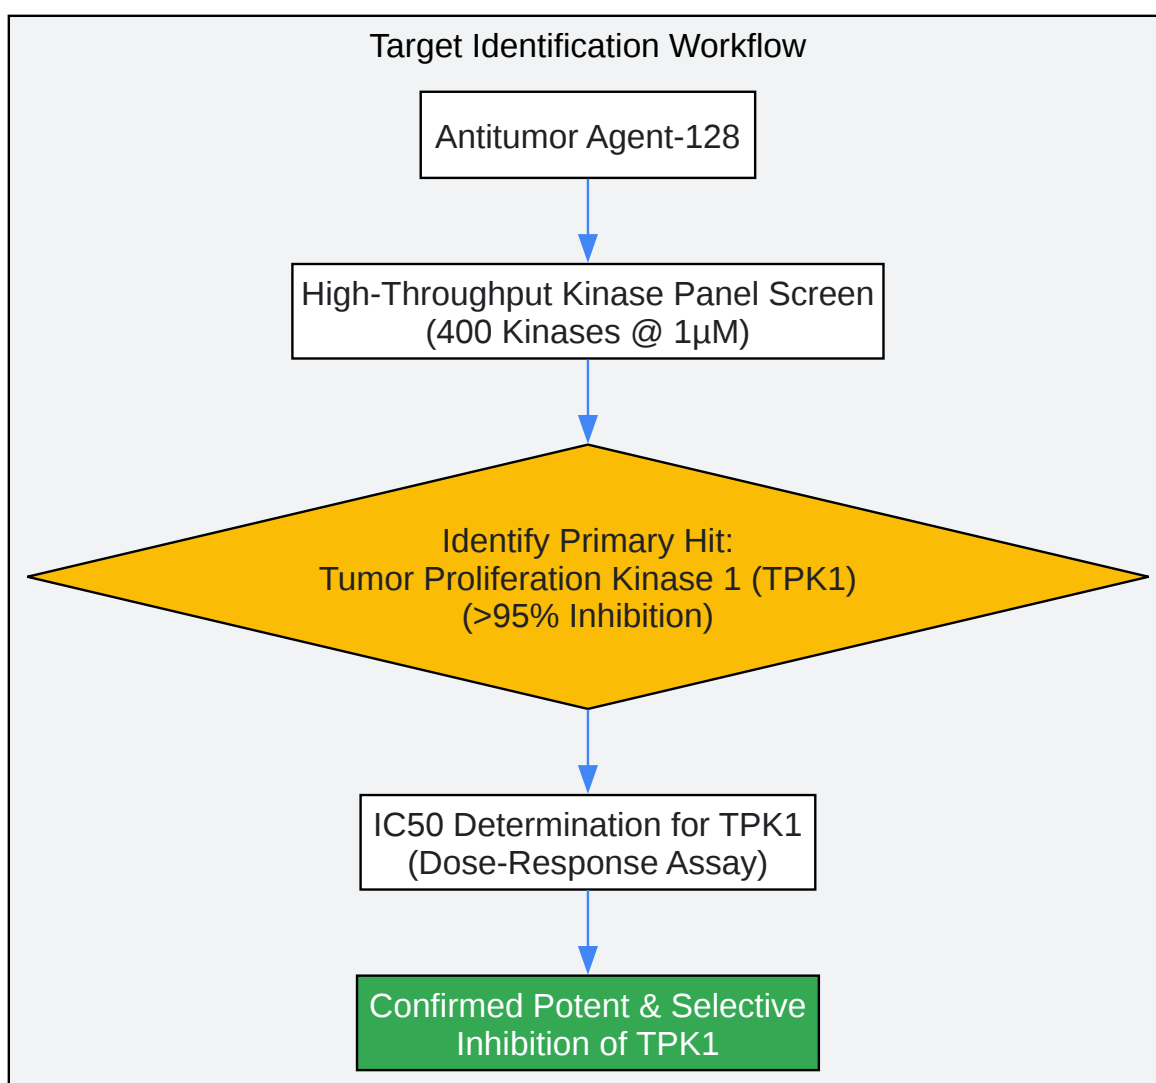 Target Identification Workflow
Antitumor Agent-128
High-Throughput Kinase Panel Screen
(400 Kinases @ 1µM)
Identify Primary Hit:
Tumor Proliferation Kinase 1 (TPK1)
(>95% Inhibition)
IC50 Determination for TPK1
(Dose-Response Assay)
Confirmed Potent & Selective
Inhibition of TPK1